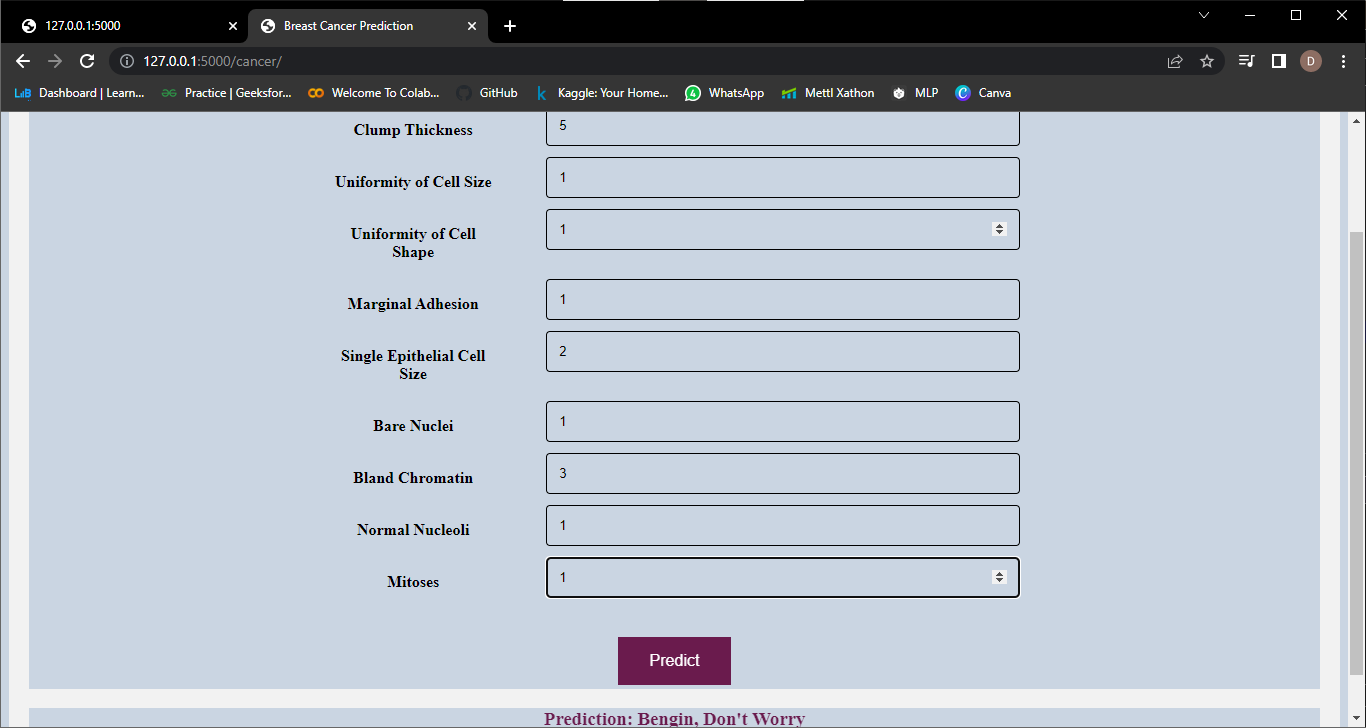 127.0.0.1:5000
Breast Cancer Prediction
127.0.0.1:5000/cancer/
D
LAB Dashboard | Learn...
Practice | Geeksfor...
Welcome To Colab...
GitHub
k Kaggle: Your Home...
4 WhatsApp
Mettl Xathon
MLP
C Canva
Clump Thickness
5
Uniformity of Cell Size
1
Uniformity of Cell
Shape
1
Marginal Adhesion
1
Single Epithelial Cell
Size
2
Bare Nuclei
1
Bland Chromatin
3
Normal Nucleoli
1
Mitoses
1
Predict
Prediction: Bengin, Don't Worry